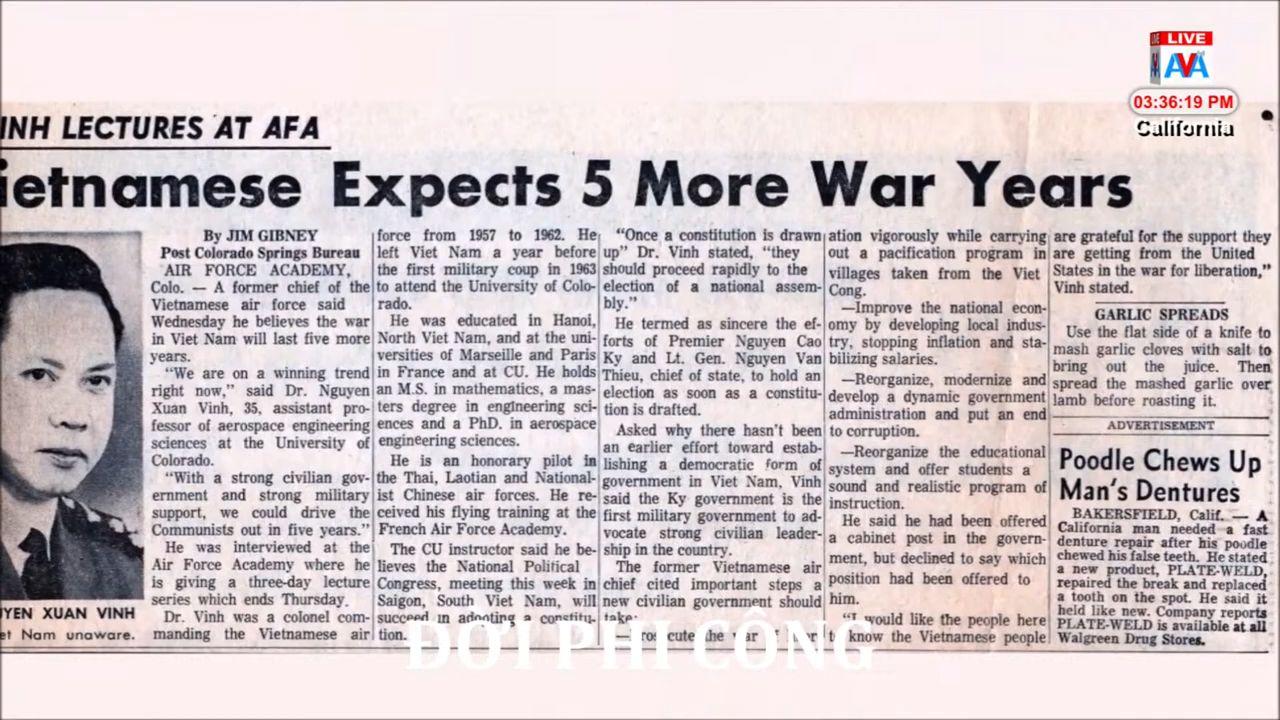 LIVE
AVA
03:36:19 PM
California
INH LECTURES AT AFA
ietnamese Expects 5 More War Years
By JIM GIBNEY
Post Colorado Springs Bureau
AIR FORCE ACADEMY,
Colo. — A former chief of the
Vietnamese air force said
Wednesday he believes the war
in Viet Nam will last five more
years.
"We are on a winning trend
right now," said Dr. Nguyen
Xuan Vinh, 35, assistant pro-
fessor of aerospace engineering
sciences at the University of
Colorado.
"With a strong civilian gov-
ernment and strong military
support, we could drive the
Communists out in five years."
He was interviewed at the
Air Force Academy where he
is giving a three-day lecture
series which ends Thursday.
Dr. Vinh was a colonel com-
manding the Vietnamese air
force from 1957 to 1962. He
left Viet Nam a year before
the first military coup in 1963
to attend the University of Colo-
rado.
He was educated in Hanoi,
North Viet Nam, and at the uni-
versities of Marseille and Paris
in France and at CU. He holds
an M.S. in mathematics, a mas-
ters degree in engineering sci-
ences and a PhD. in aerospace
engineering sciences.
He is an honorary pilot in
the Thai, Laotian and National-
ist Chinese air forces. He re-
ceived his flying training at the
French Air Force Academy.
The CU instructor said he be-
lieves the National Political
Congress, meeting this week in
Saigon, South Viet Nam, will
succeed in adopting a constitu-
tion.
"Once a constitution is drawn
up" Dr. Vinh stated, "they
should proceed rapidly to the
election of a national assem-
bly."
He termed as sincere the ef-
forts of Premier Nguyen Cao
Ky and Lt. Gen. Nguyen Van
Thieu, chief of state, to hold an
election as soon as a constitu-
tion is drafted.
Asked why there hasn't been
an earlier effort toward estab-
lishing a democratic form of
government in Viet Nam, Vinh
said the Ky government is the
first military government to ad-
vocate strong civilian leader-
ship in the country.
The former Vietnamese air
chief cited important steps a
new civilian government should
take:
—Prosecute the war of liber-
ation vigorously while carrying
out a pacification program in
villages taken from the Viet
Cong.
—Improve the national econ-
omy by developing local indus-
try, stopping inflation and sta-
bilizing salaries.
—Reorganize, modernize and
develop a dynamic government
administration and put an end
to corruption.
—Reorganize the educational
system and offer students a
sound and realistic program of
instruction.
He said he had been offered
a cabinet post in the govern-
ment, but declined to say which
position had been offered to
him.
"I would like the people here
to know the Vietnamese people
are grateful for the support they
are getting from the United
States in the war for liberation,"
Vinh stated.
GARLIC SPREADS
Use the flat side of a knife to
mash garlic cloves with salt to
bring out the juice. Then
spread the mashed garlic over
lamb before roasting it.
ADVERTISEMENT
Poodle Chews Up
Man's Dentures
BAKERSFIELD, Calif. — A
California man needed a fast
denture repair after his poodle
chewed his false teeth. He stated
a new product, PLATE-WELD,
repaired the break and replaced
a tooth on the spot. He said it
held like new. Company reports
PLATE-WELD is available at all
Walgreen Drug Stores.
UYEN XUAN VINH
et Nam unaware.
ĐỜI PHI CÔNG